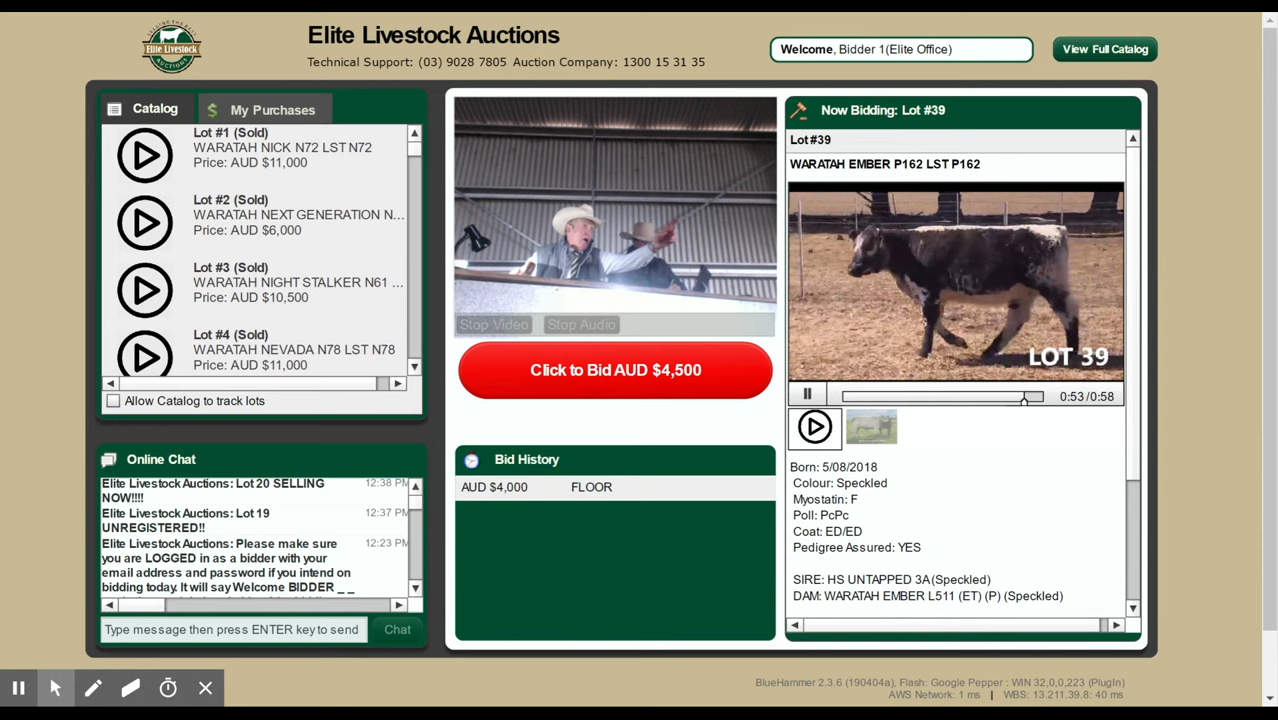 Elite Livestock
AUCTIONS
Elite Livestock Auctions
Technical Support: (03) 9028 7805 Auction Company: 1300 15 31 35
Welcome, Bidder 1(Elite Office)
View Full Catalog
Catalog
$ My Purchases
Lot #1 (Sold)
WARATAH NICK N72 LST N72
Price: AUD $11,000
Lot #2 (Sold)
WARATAH NEXT GENERATION N...
Price: AUD $6,000
Lot #3 (Sold)
WARATAH NIGHT STALKER N61 ...
Price: AUD $10,500
Lot #4 (Sold)
WARATAH NEVADA N78 LST N78
Price: AUD $11,000
Allow Catalog to track lots
Online Chat
Elite Livestock Auctions: Lot 20 SELLING 12:38 PM
NOW!!!!
Elite Livestock Auctions: Lot 19 12:37 PM
UNREGISTERED!!
Elite Livestock Auctions: Please make sure 12:23 PM
you are LOGGED in as a bidder with your
email address and password if you intend on
bidding today. It will say Welcome BIDDER _ _
Type message then press ENTER key to send
Chat
Stop Video
Stop Audio
Click to Bid AUD $4,500
Bid History
AUD $4,000 FLOOR
Now Bidding: Lot #39
Lot #39
WARATAH EMBER P162 LST P162
LOT 39
0:53 /0:58
Born: 5/08/2018
Colour: Speckled
Myostatin: F
Poll: PcPc
Coat: ED/ED
Pedigree Assured: YES
SIRE: HS UNTAPPED 3A(Speckled)
DAM: WARATAH EMBER L511 (ET) (P) (Speckled)
BlueHammer 2.3.6 (190404a), Flash: Google Pepper : WIN 32,0,0,223 (PlugIn)
AWS Network: 1 ms | WBS: 13.211.39.8: 40 ms